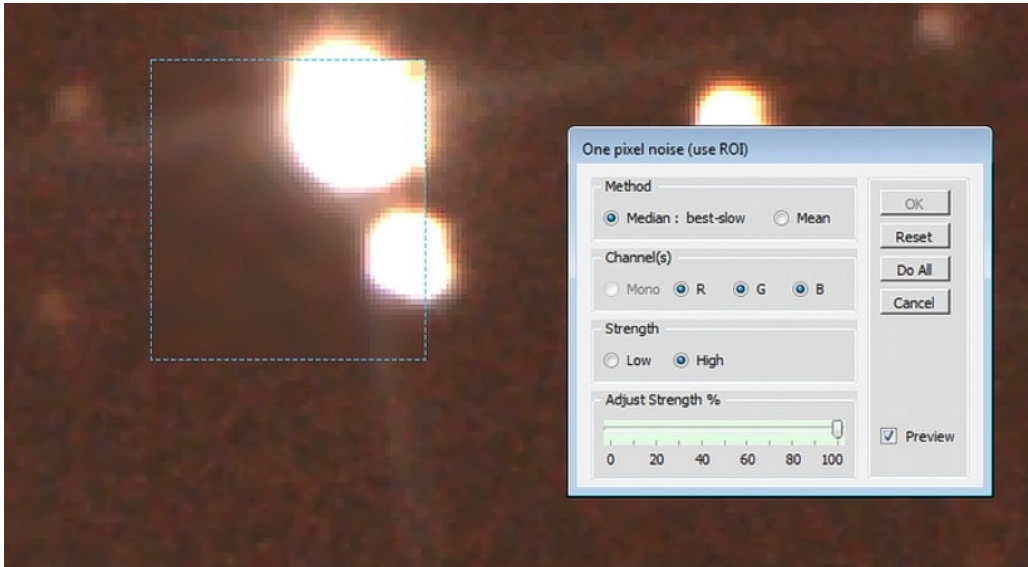 One pixel noise (use ROI)
Method
Median : best-slow Mean
Channel(s)
Mono R G B
Strength
Low High
Adjust Strength %
0 20 40 60 80 100
OK
Reset
Do All
Cancel
Preview